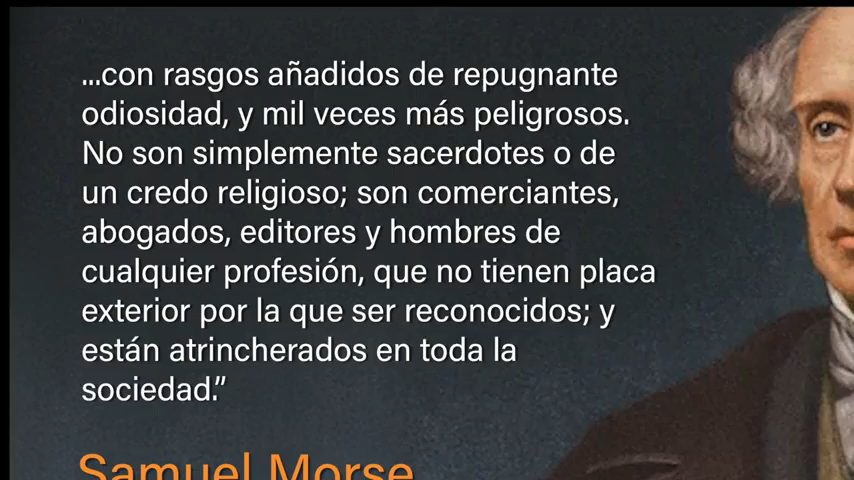 ...con rasgos añadidos de repugnante
odiosidad, y mil veces más peligrosos.
No son simplemente sacerdotes o de
un credo religioso; son comerciantes,
abogados, editores y hombres de
cualquier profesión, que no tienen placa
exterior por la que ser reconocidos; y
están atrincherados en toda la
sociedad.”
Samuel Morse